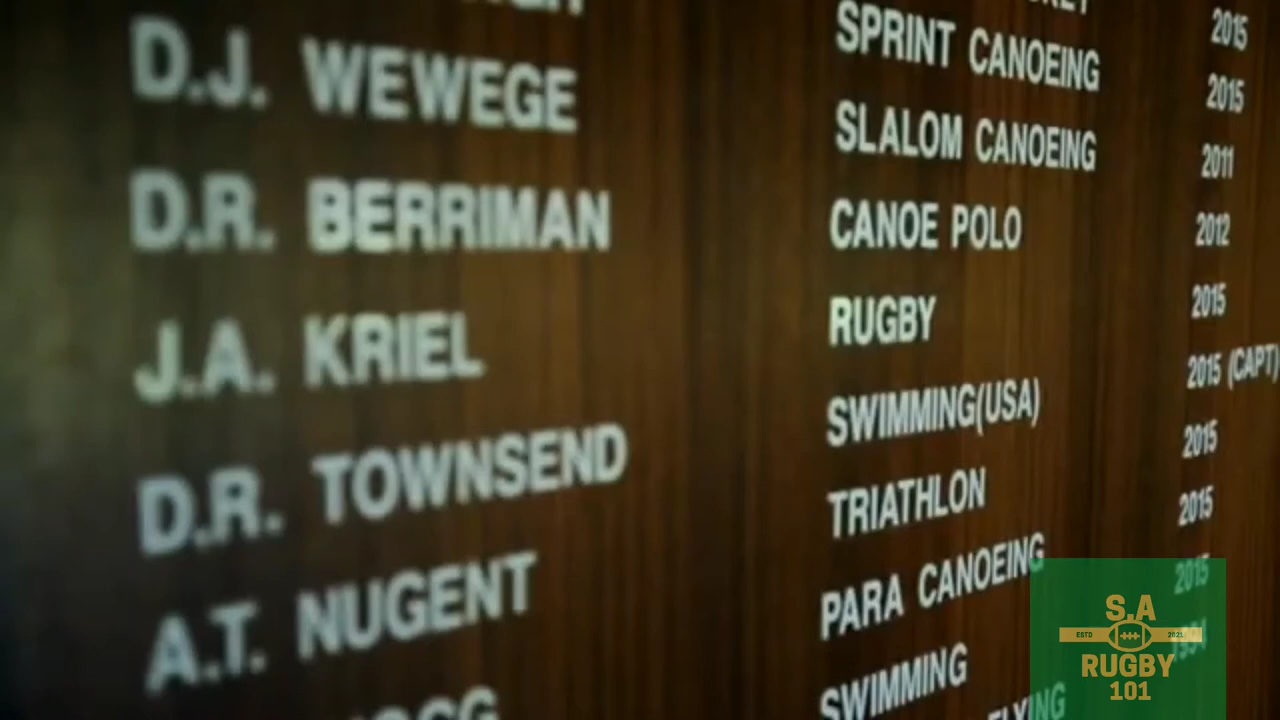 2015
SPRINT CANOEING 2015
D.J. WEWEGE SLALOM CANOEING 2011
D.R. BERRIMAN CANOE POLO 2012
J.A. KRIEL RUGBY 2015
D.R. TOWNSEND SWIMMING(USA) 2015 (CAPT)
A.T. NUGENT TRIATHLON 2015
PARA CANOEING 2015
SWIMMING 2015
S.A
ESTD 2021
RUGBY
101